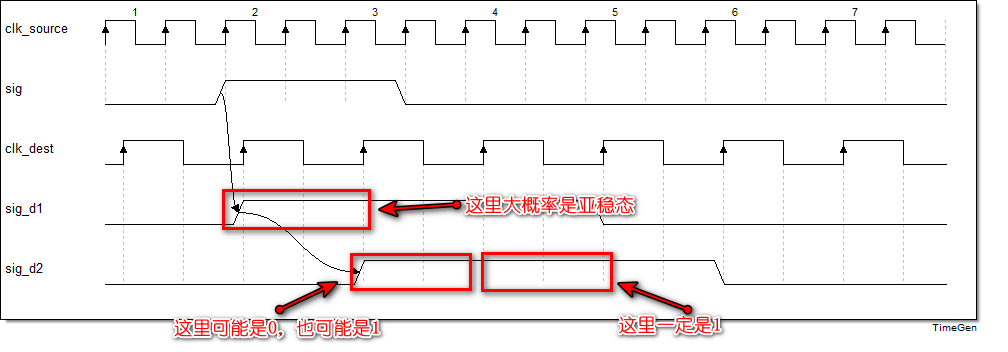 1 2 3 4 5 6 7
clk_source
sig
clk_dest
sig_d1
这里大概率是亚稳态
sig_d2
这里可能是0，也可能是1
这里一定是1
TimeGen